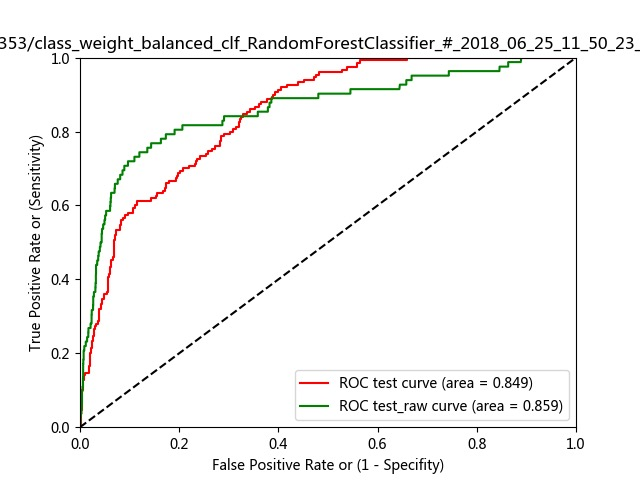 353/class_weight_balanced_clf_RandomForestClassifier_#_2018_06_25_11_50_23_
1.0
0.8
0.6
0.4
0.2
0.0
True Positive Rate or (Sensitivity)
ROC test curve (area = 0.849)
ROC test_raw curve (area = 0.859)
0.0 0.2 0.4 0.6 0.8 1.0
False Positive Rate or (1 - Specifity)